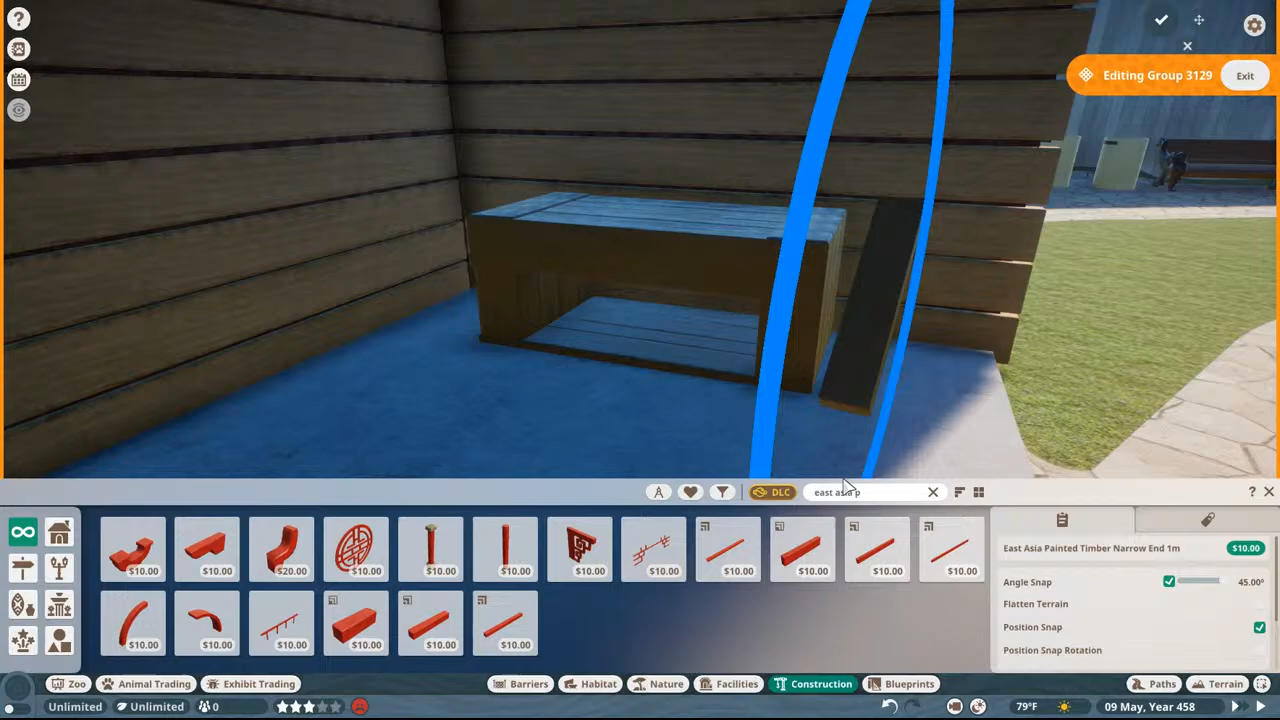 ?
Editing Group 3129
Exit
DLC
east asia p
?
$10.00
$10.00
$20.00
$10.00
$10.00
$10.00
$10.00
$10.00
$10.00
$10.00
$10.00
$10.00
East Asia Painted Timber Narrow End 1m
$10.00
Angle Snap
45.00°
Flatten Terrain
Position Snap
Position Snap Rotation
$10.00
$10.00
$10.00
$10.00
$10.00
$10.00
Zoo
Animal Trading
Exhibit Trading
Barriers
Habitat
Nature
Facilities
Construction
Blueprints
Paths
Terrain
Unlimited
Unlimited
0
79°F
09 May, Year 458